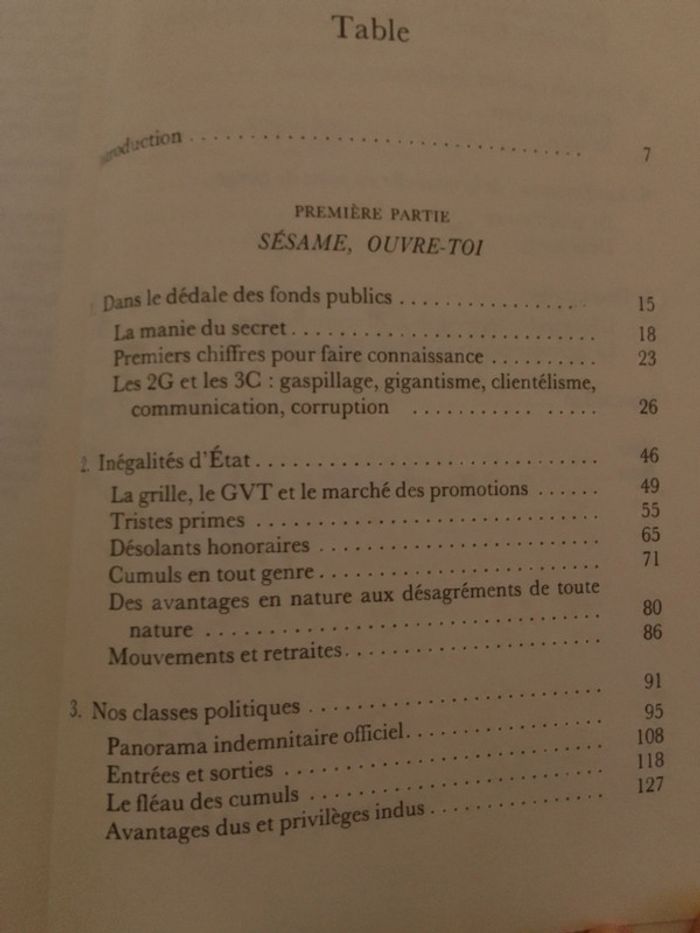 Table
Introduction . . . . . . . . . . . . . . . . . . . . . . . . . . . . 7
PREMIÈRE PARTIE
SÉSAME, OUVRE-TOI
1. Dans le dédale des fonds publics . . . . . . . . . . . . . . . 15
La manie du secret . . . . . . . . . . . . . . . . . . . . . . . . 18
Premiers chiffres pour faire connaissance . . . . . . . . . 23
Les 2G et les 3C : gaspillage, gigantisme, clientélisme,
communication, corruption . . . . . . . . . . . . . . . 26
2. Inégalités d'État . . . . . . . . . . . . . . . . . . . . . . . . . . 46
La grille, le GVT et le marché des promotions . . . . . . 49
Tristes primes . . . . . . . . . . . . . . . . . . . . . . . . . . . 55
Désolants honoraires . . . . . . . . . . . . . . . . . . . . . . 65
Cumuls en tout genre . . . . . . . . . . . . . . . . . . . . . . 71
Des avantages en nature aux désagréments de toute
nature . . . . . . . . . . . . . . . . . . . . . . . . . . . . . . 80
Mouvements et retraites . . . . . . . . . . . . . . . . . . . . 86
3. Nos classes politiques . . . . . . . . . . . . . . . . . . . . . . 91
Panorama indemnitaire officiel . . . . . . . . . . . . . . . . 95
Entrées et sorties . . . . . . . . . . . . . . . . . . . . . . . . . 108
Le fléau des cumuls . . . . . . . . . . . . . . . . . . . . . . . 118
Avantages dus et privilèges indus . . . . . . . . . . . . . . 127